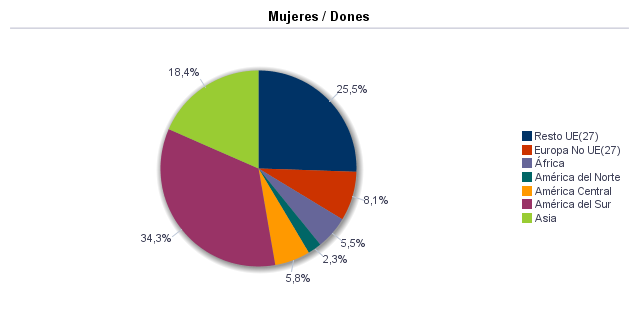 Mujeres / Dones
18,4%
25,5%
8,1%
5,5%
2,3%
5,8%
34,3%
Resto UE(27)
Europa No UE(27)
África
América del Norte
América Central
América del Sur
Asia